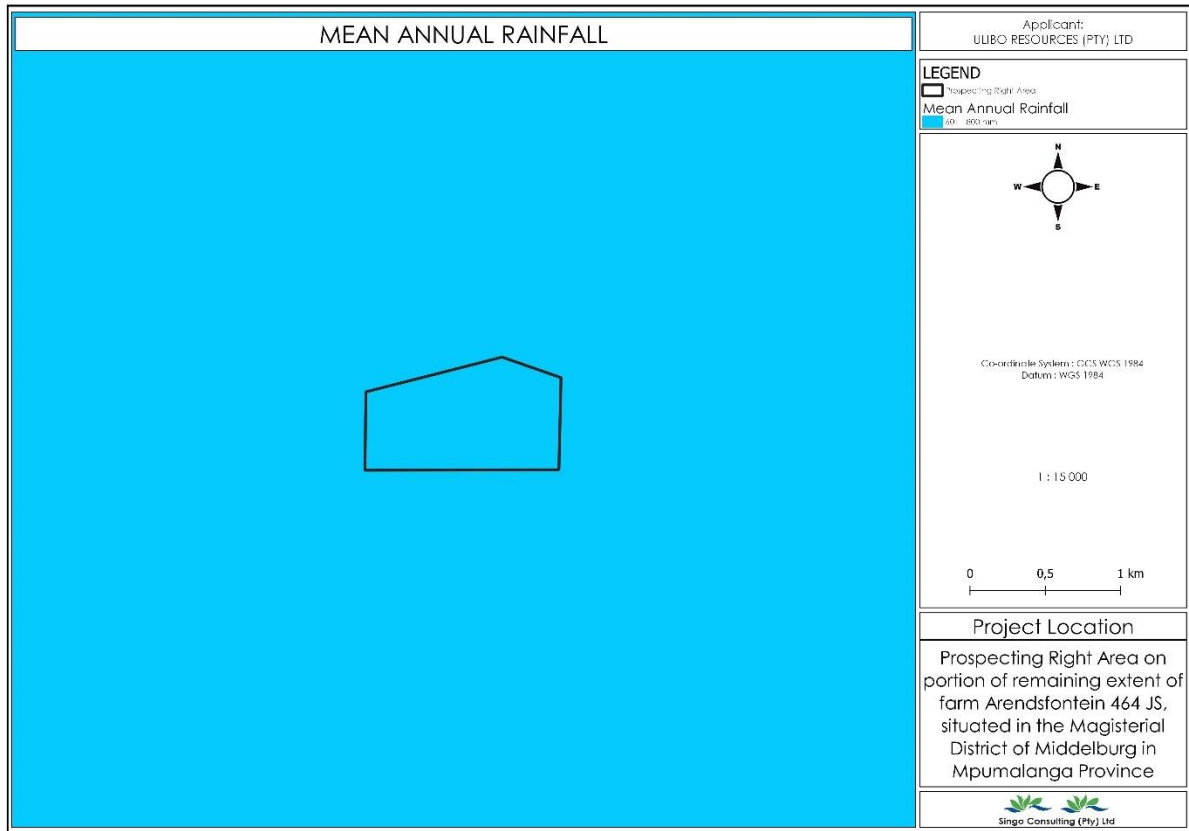 MEAN ANNUAL RAINFALL
Applicant:
ULIBO RESOURCES (PTY) LTD
LEGEND
Prospecting Right Area
Mean Annual Rainfall
800 mm
N
W E
S
Co-ordinate System : GCS WGS 1984
Datum : WGS 1984
1 : 15 000
0 0,5 1 km
Project Location
Prospecting Right Area on
portion of remaining extent of
farm Arendsfontein 464 JS,
situated in the Magisterial
District of Middelburg in
Mpumalanga Province
Singo Consulting (Pty) Ltd